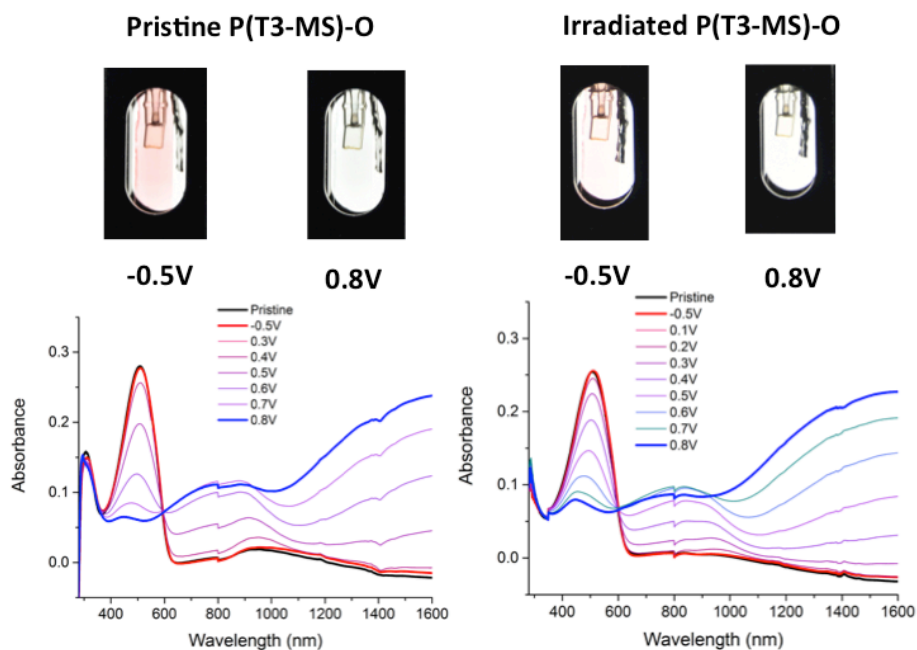 Pristine P(T3-MS)-O
Irradiated P(T3-MS)-O
-0.5V
0.8V
-0.5V
0.8V
Pristine
-0.5V
0.3V
0.4V
0.5V
0.6V
0.7V
0.8V
0.3
0.2
0.1
0.0
Absorbance
400 600 800 1000 1200 1400 1600
Wavelength (nm)
Pristine
-0.5V
0.1V
0.2V
0.3V
0.4V
0.5V
0.6V
0.7V
0.8V
0.3
0.2
0.1
0.0
Absorbance
400 600 800 1000 1200 1400 1600
Wavelength (nm)